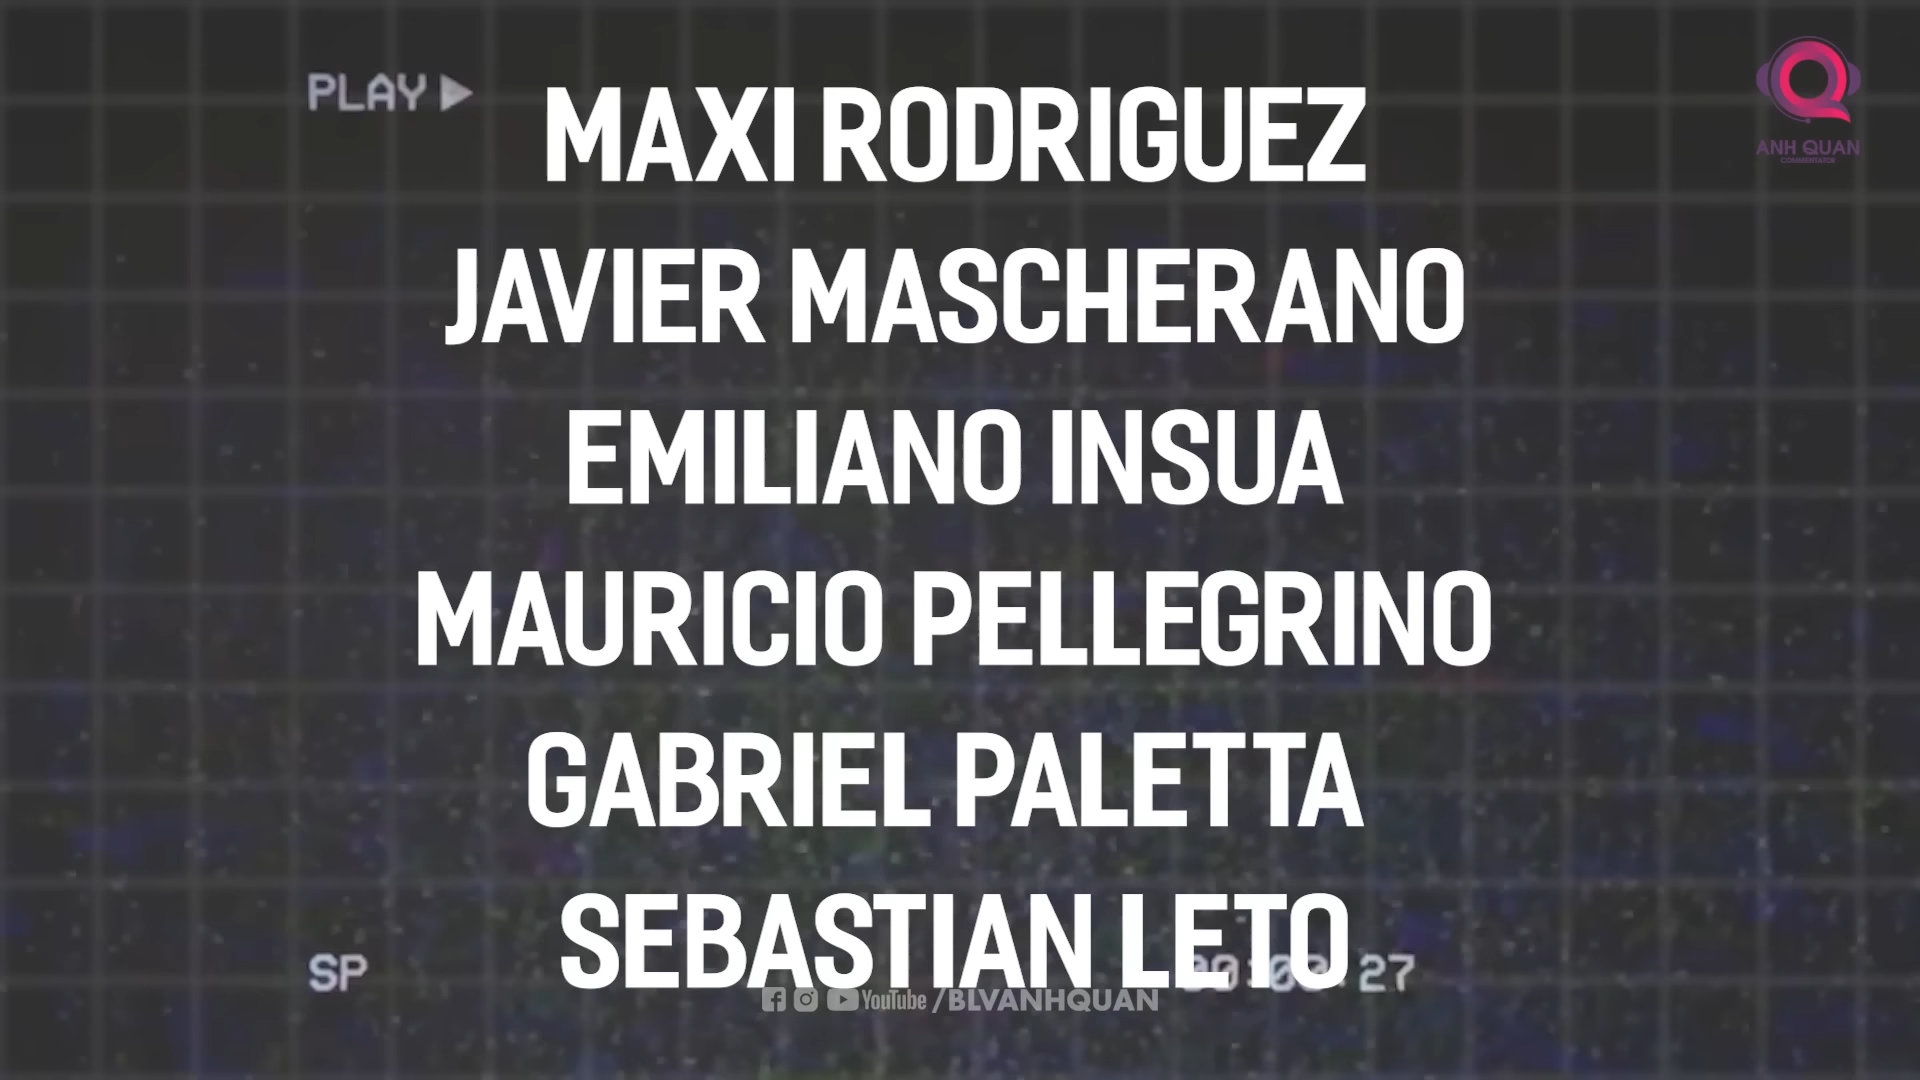 PLAY
MAXI RODRIGUEZ
ANH QUAN
COMMENTATOR
JAVIER MASCHERANO
EMILIANO INSUA
MAURICIO PELLEGRINO
GABRIEL PALETTA
SEBASTIAN LETO
SP
27
YouTube /BLVANHQUAN